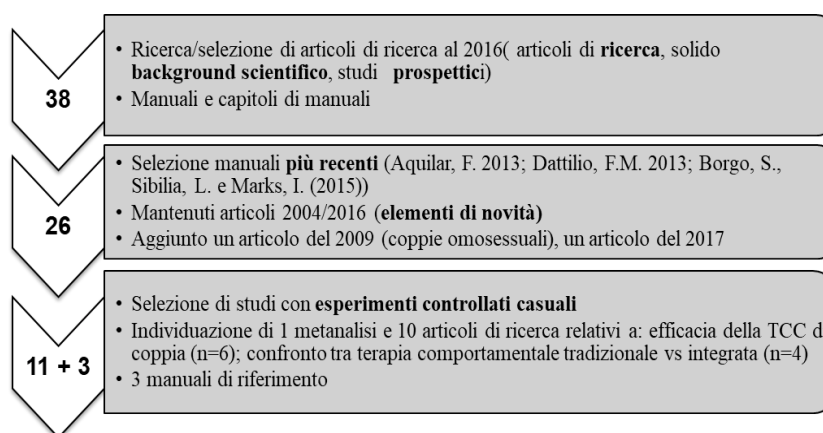 38
• Ricerca/selezione di articoli di ricerca al 2016( articoli di ricerca, solido
background scientifico, studi prospettici)
• Manuali e capitoli di manuali
26
• Selezione manuali più recenti (Aquilar, F. 2013; Dattilio, F.M. 2013; Borgo, S.,
Sibilia, L. e Marks, I. (2015))
• Mantenuti articoli 2004/2016 (elementi di novità)
• Aggiunto un articolo del 2009 (coppie omosessuali), un articolo del 2017
11 + 3
• Selezione di studi con esperimenti controllati casuali
• Individuazione di 1 metanalisi e 10 articoli di ricerca relativi a: efficacia della TCC d
coppia (n=6); confronto tra terapia comportamentale tradizionale vs integrata (n=4)
• 3 manuali di riferimento